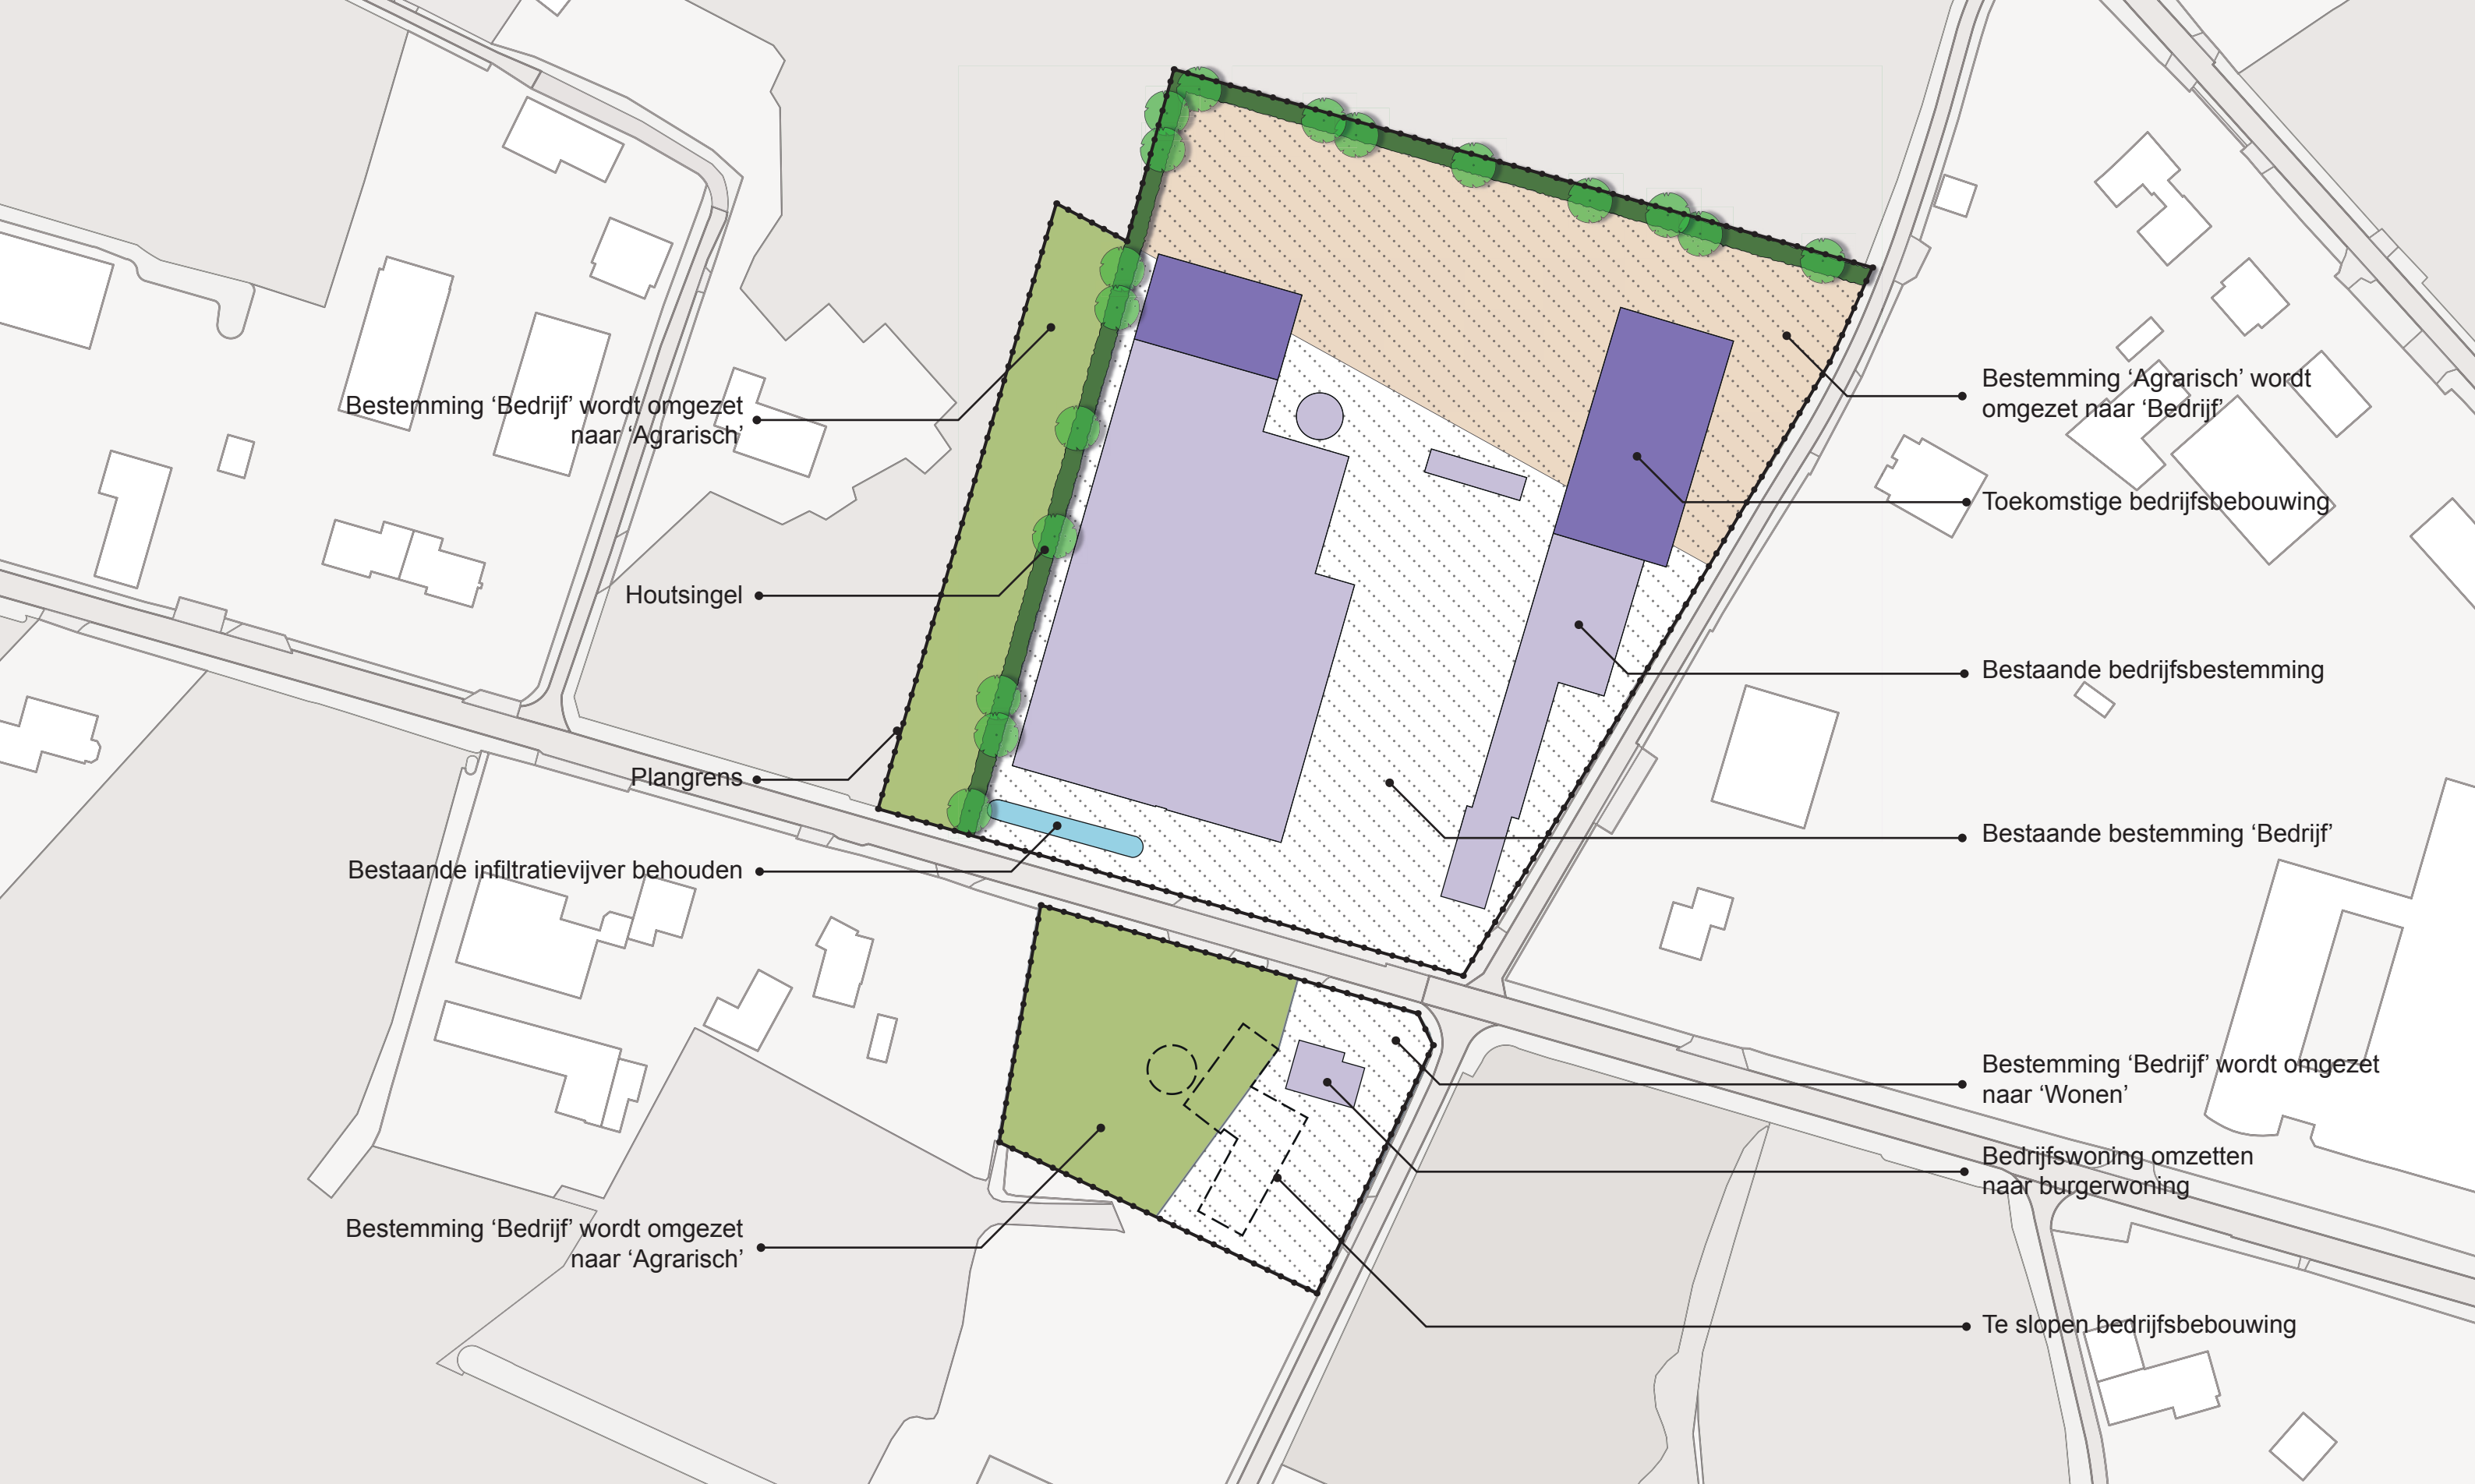 Bestemming ‘Bedrijf’ wordt omgezet
naar ‘Agrarisch’
Houtsingel
Plangrens
Bestaande infiltratievijver behouden
Bestemming ‘Bedrijf’ wordt omgezet
naar ‘Agrarisch’
Bestemming ‘Agrarisch’ wordt
omgezet naar ‘Bedrijf’
Toekomstige bedrijfsbebouwing
Bestaande bedrijfsbestemming
Bestaande bestemming ‘Bedrijf’
Bestemming ‘Bedrijf’ wordt omgezet
naar ‘Wonen’
Bedrijfswoning omzetten
naar burgerwoning
Te slopen bedrijfsbebouwing